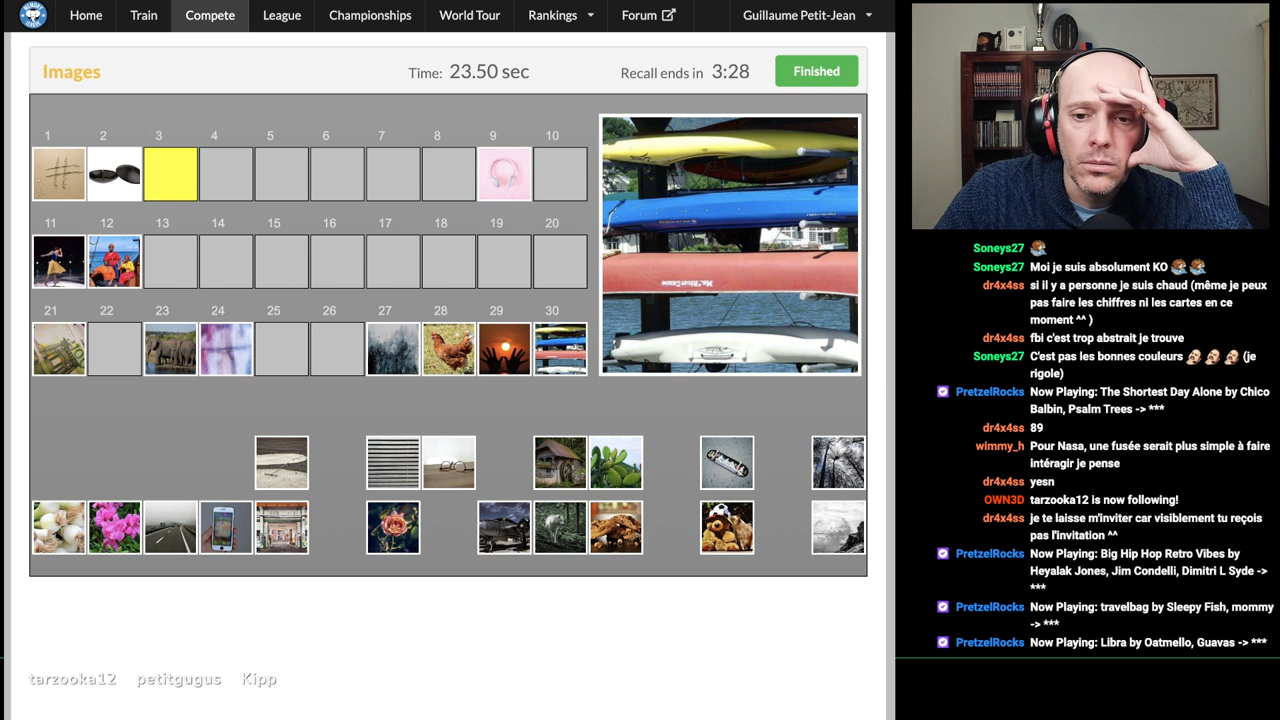 Home Train Compete League Championships World Tour Rankings Forum Guillaume Petit-Jean
Images
Time: 23.50 sec
Recall ends in 3:28
Finished
1 2 3 4 5 6 7 8 9 10
11 12 13 14 15 16 17 18 19 20
21 22 23 24 25 26 27 28 29 30
tarzooka12 petitgugus Kipp
Soneys27
Soneys27 Moi je suis absolument KO
dr4x4ss si il y a personne je suis chaud (même je peux
pas faire les chiffres ni les cartes en ce
moment ^^ )
dr4x4ss fbi c'est trop abstrait je trouve
Soneys27 C'est pas les bonnes couleurs (je
rigole)
PretzelRocks Now Playing: The Shortest Day Alone by Chico
Balbin, Psalm Trees -> ***
dr4x4ss 89
wimmy_h Pour Nasa, une fusée serait plus simple à faire
intéragir je pense
dr4x4ss yesn
OWN3D tarzooka12 is now following!
dr4x4ss je te laisse m'inviter car visiblement tu reçois
pas l'invitation ^^
PretzelRocks Now Playing: Big Hip Hop Retro Vibes by
Heyalak Jones, Jim Condelli, Dimitri L Syde ->
***
PretzelRocks Now Playing: travelbag by Sleepy Fish, mommy
-> ***
PretzelRocks Now Playing: Libra by Oatmello, Guavas -> ***